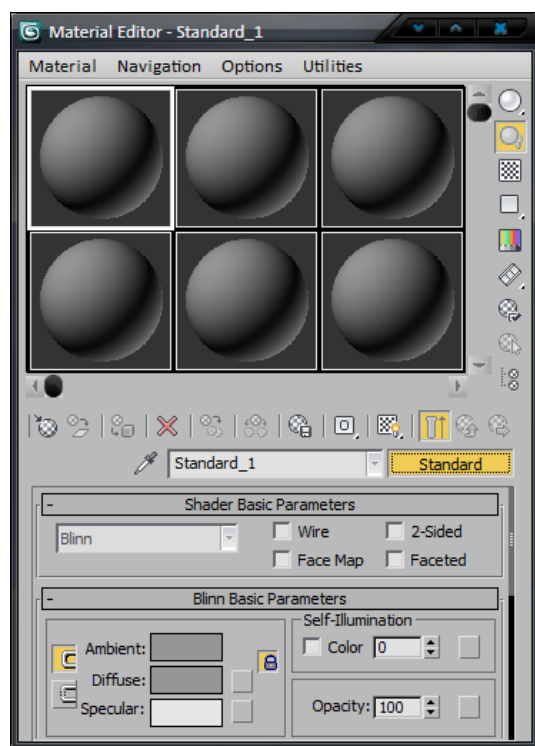 Material Editor - Standard_1
Material Navigation Options Utilities
Standard_1 Standard
- Shader Basic Parameters
Blinn Wire 2-Sided
Face Map Faceted
- Blinn Basic Parameters
Self-Illumination
Ambient: Color 0
Diffuse:
Specular: Opacity: 100